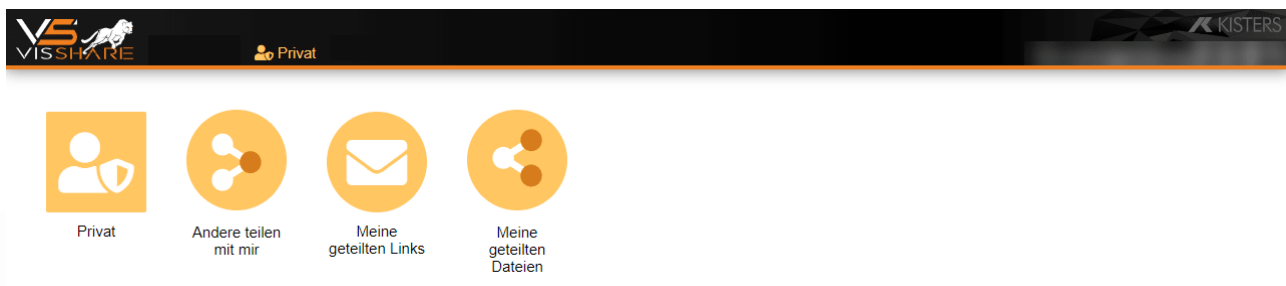 VS
VISSHARE
Privat
KISTERS
Privat
Andere teilen
mit mir
Meine
geteilten Links
Meine
geteilten
Dateien